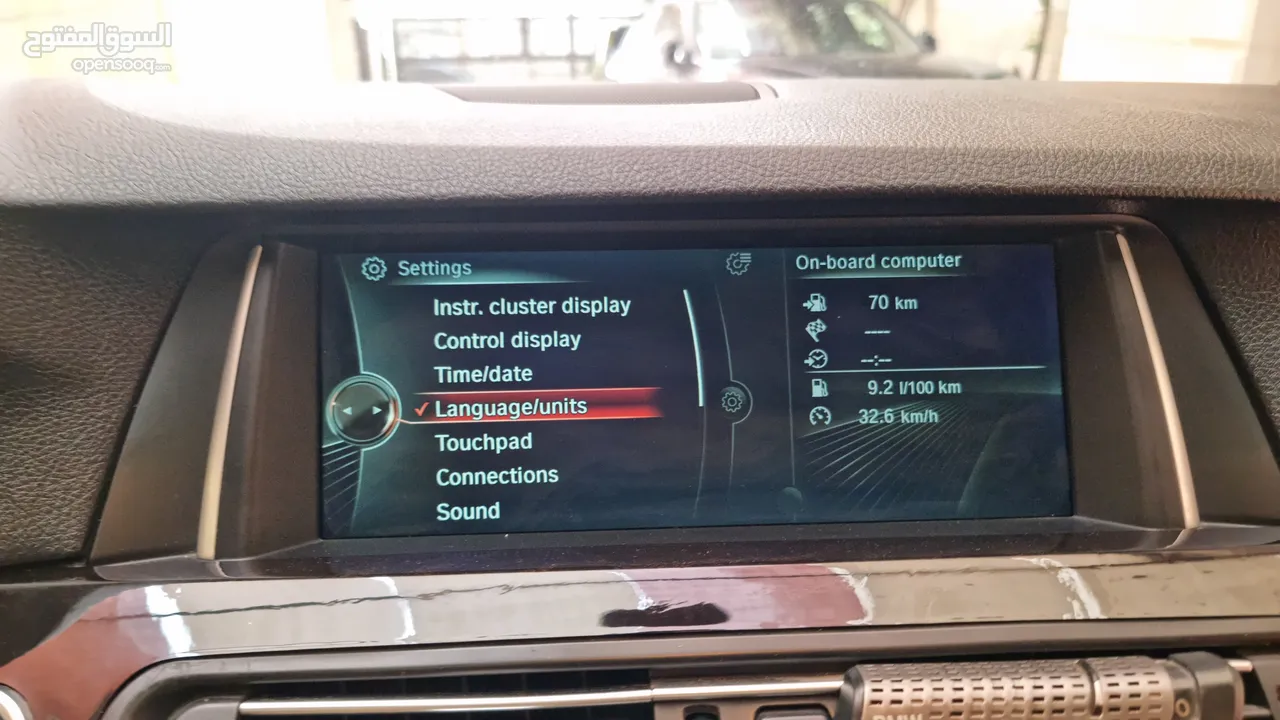 السوق المفتوح
opensooq.com
Settings
Instr. cluster display
Control display
Time/date
Language/units
Touchpad
Connections
Sound
On-board computer
70 km
----
--:--
9.2 l/100 km
32.6 km/h
BMW